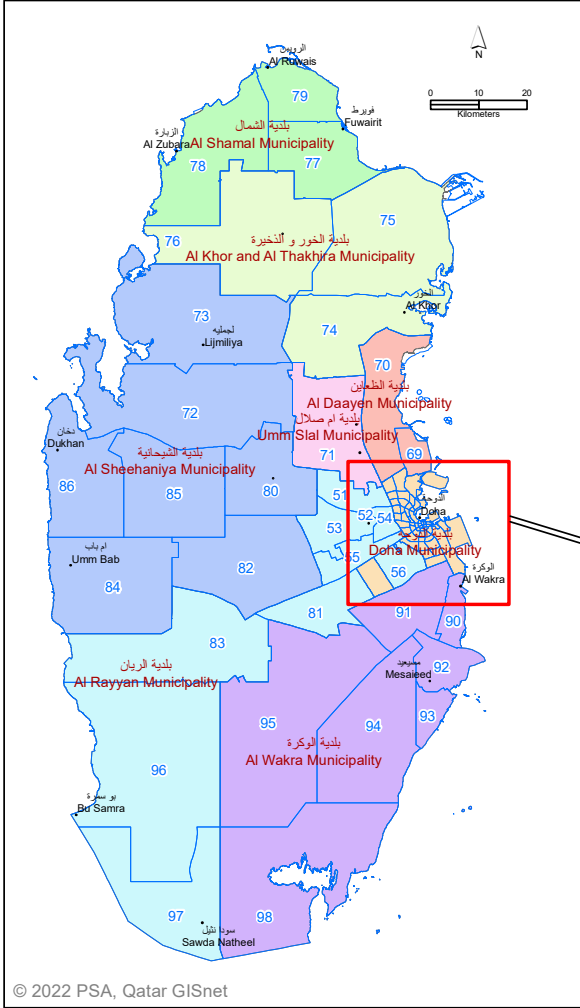 الرويس
Al Ruwais
N
79
0 10 20
Kilometers
فويرط
Fuwairit
بلدية الشمال
Al Shamal Municipality
الزبارة
Al Zubara
78
77
75
76
بلدية الخور و الذخيرة
Al Khor and Al Thakhira Municipality
الخور
Al Khor
73
لجميليه
Lijmiliya
74
70
بلدية الظعاين
Al Daayen Municipality
72
بلدية ام صلال
Umm Slal Municipality
71
69
دخان
Dukhan
بلدية الشيحانية
Al Sheehaniya Municipality
86
85
80
51
52
54
53
55
56
الدوحة
Doha
بلدية الدوحة
Doha Municipality
ام باب
Umm Bab
84
82
الوكرة
Al Wakra
81
91
90
83
بلدية الريان
Al Rayyan Municipality
مسيعيد
Mesaieed
92
93
95
94
بلدية الوكرة
Al Wakra Municipality
96
بو سمرة
Bu Samra
97
سودا نثيل
Sawda Natheel
98
© 2022 PSA, Qatar GISnet